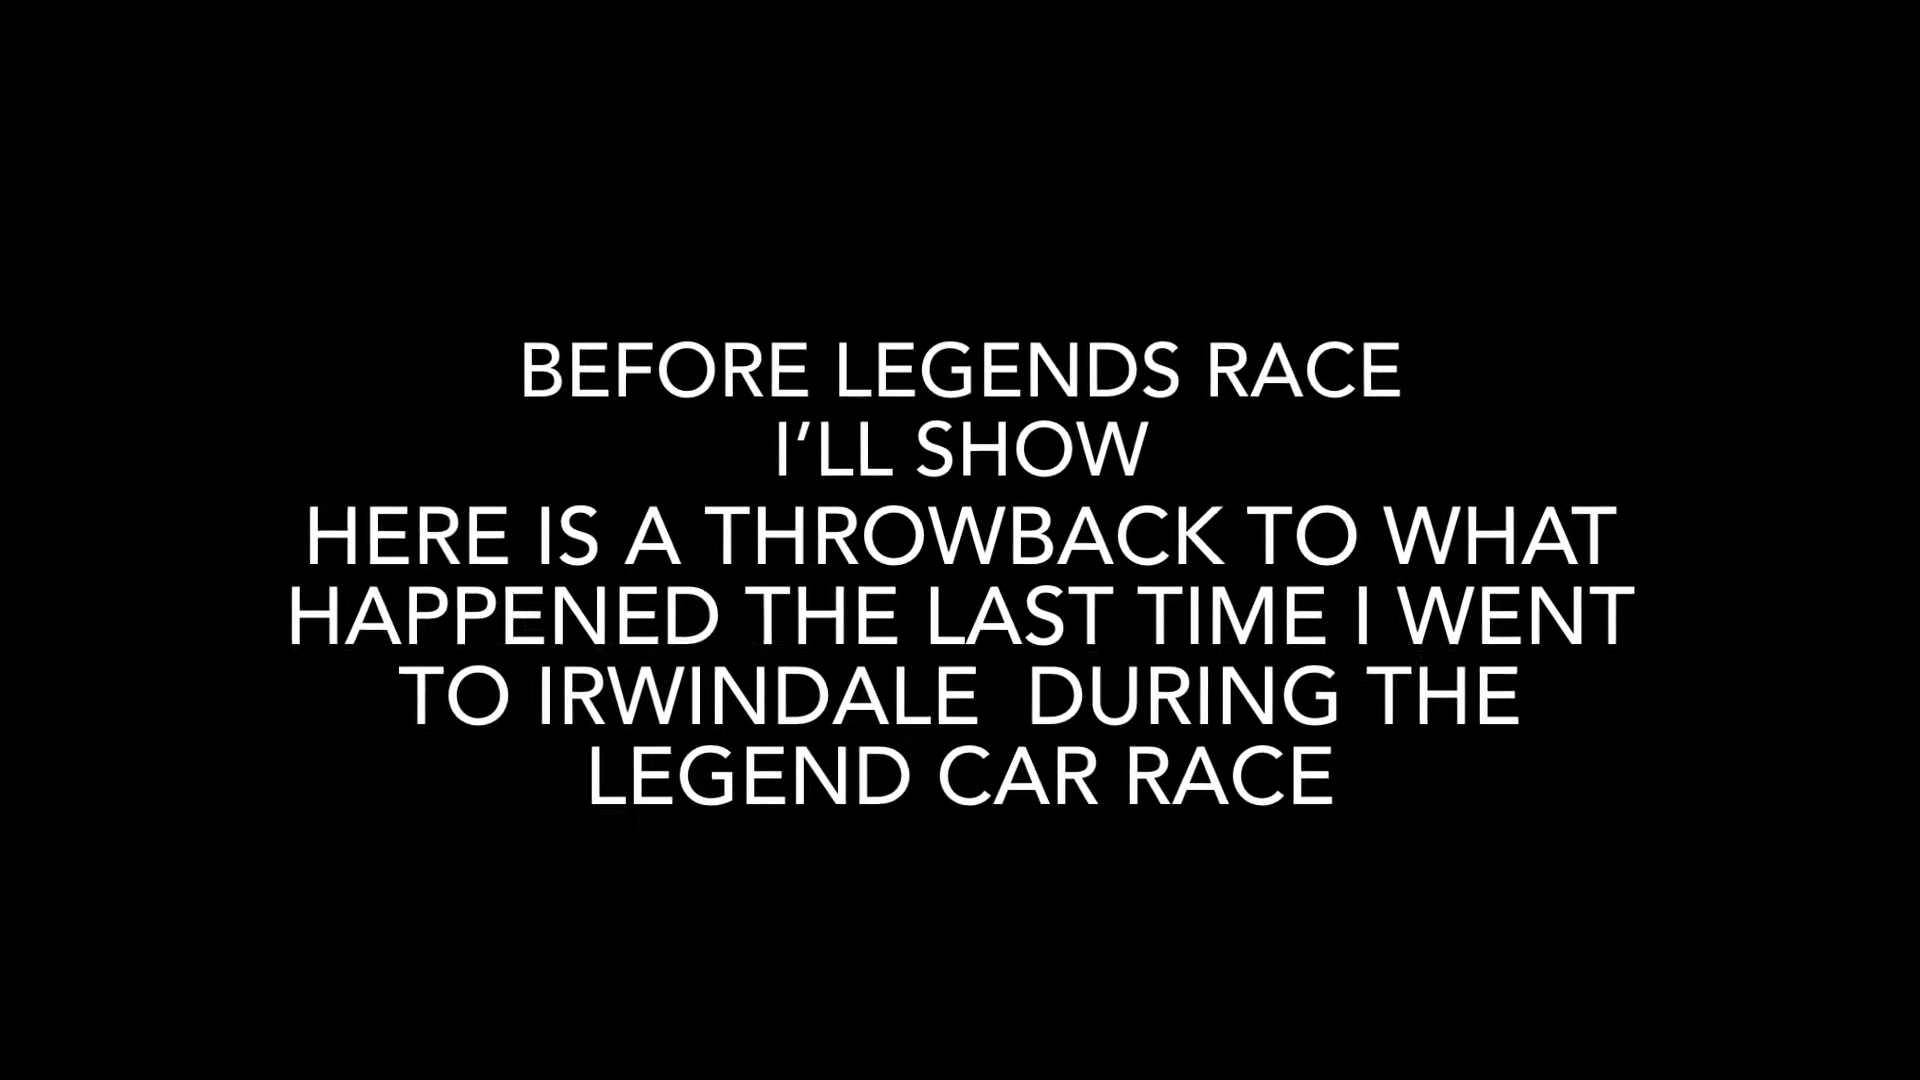 BEFORE LEGENDS RACE
I’LL SHOW
HERE IS A THROWBACK TO WHAT
HAPPENED THE LAST TIME I WENT
TO IRWINDALE  DURING THE
LEGEND CAR RACE